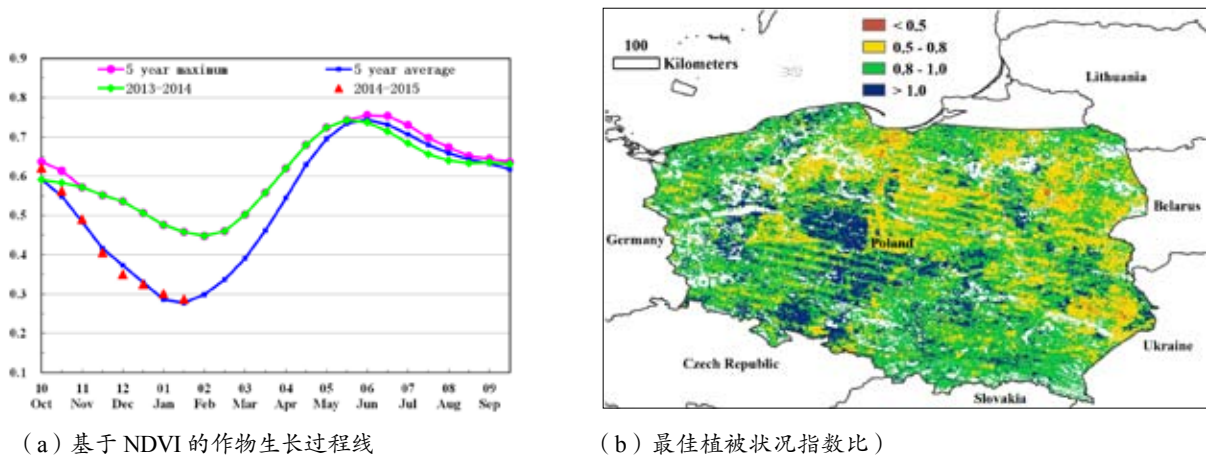 0.9
0.8
0.7
0.6
0.5
0.4
0.3
0.2
0.1
5 year maximum
5 year average
2013-2014
2014-2015
10 11 12 01 02 03 04 05 06 07 08 09
Oct Nov Dec Jan Feb Mar Apr May Jun Jul Aug Sep
(a)基于 NDVI 的作物生长过程线
100
Kilometers
< 0.5
0.5 - 0.8
0.8 - 1.0
> 1.0
Lithuania
Belarus
Germany
Poland
Ukraine
Czech Republic
Slovakia
(b)最佳植被状况指数比)